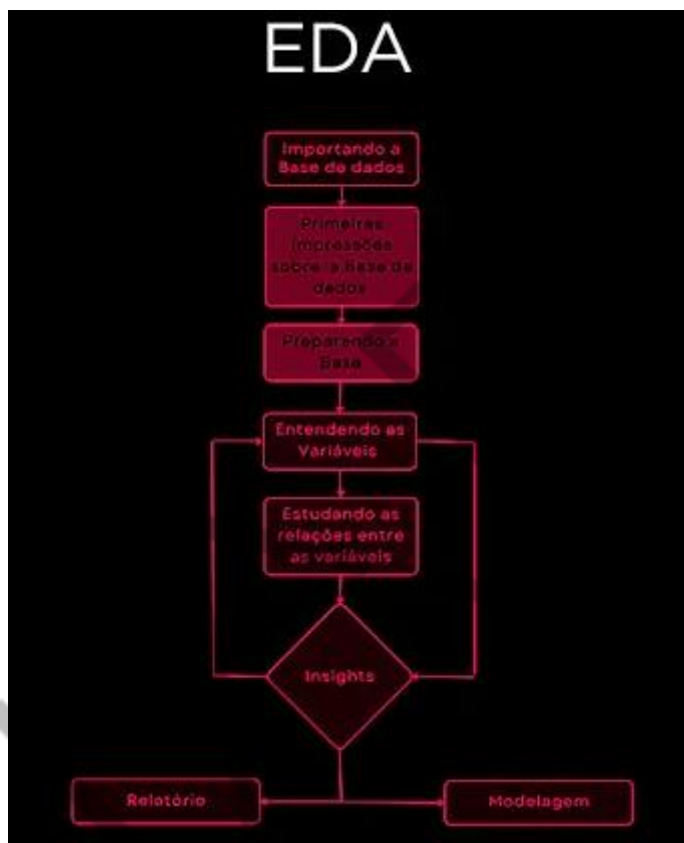 EDA
Importando a
Base de dados
Primeiras
impressões
sobre a Base de
dados
Preparando a
Base
Entendendo as
Variáveis
Estudando as
relações entre
as variáveis
Insights
Relatório
Modelagem